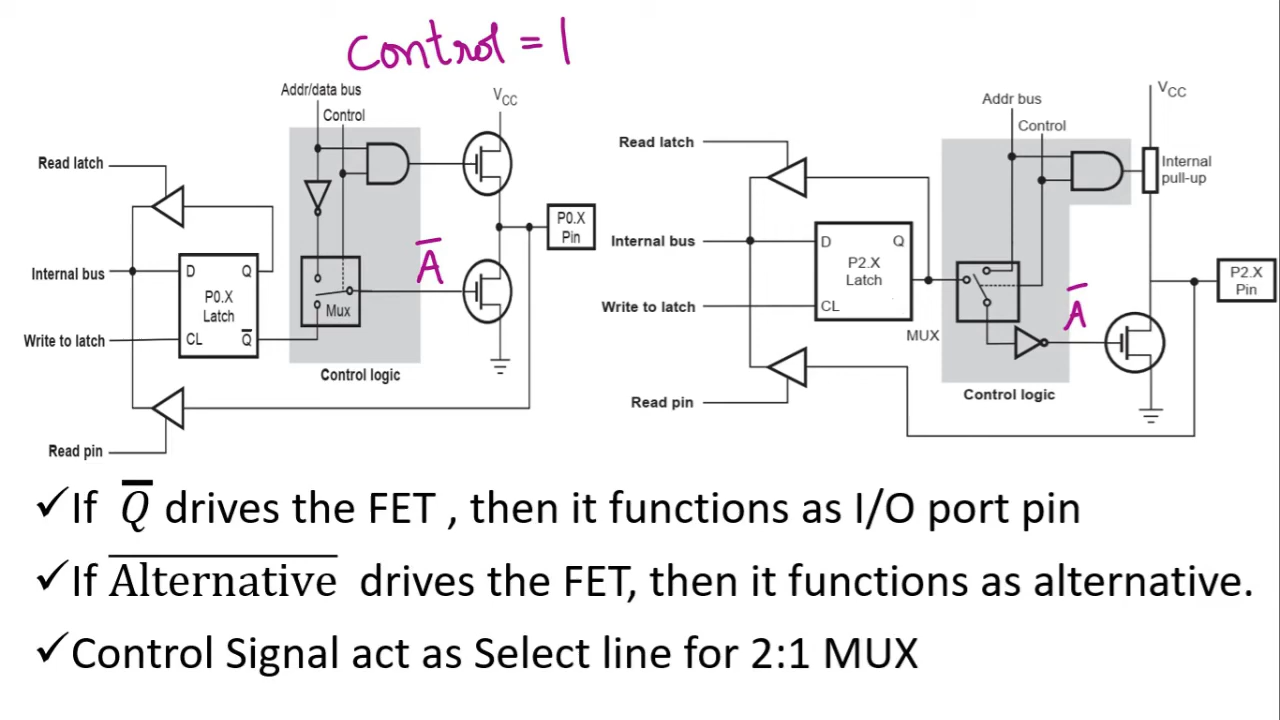 Control = 1
Addr/data bus
Control
VCC
Read latch
Internal bus
Write to latch
Read pin
D
Q
P0.X
Latch
CL
Q̅
Mux
Control logic
A̅
P0.X
Pin
Addr bus
Control
VCC
Read latch
Internal
pull-up
Internal bus
Write to latch
Read pin
D
Q
P2.X
Latch
CL
MUX
Control logic
A̅
P2.X
Pin
✓If Q̅ drives the FET , then it functions as I/O port pin
✓If A̅l̅t̅e̅r̅n̅a̅t̅i̅v̅e̅ drives the FET, then it functions as alternative.
✓Control Signal act as Select line for 2:1 MUX